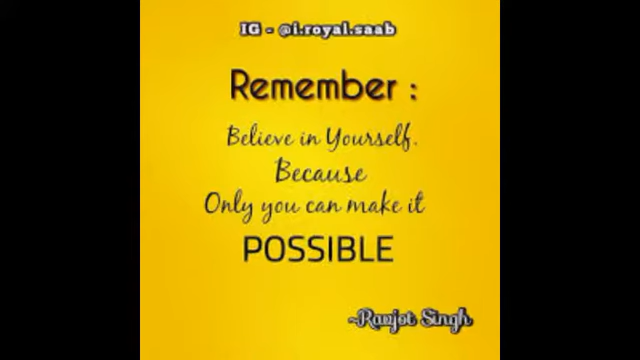 IG - @i.royal.saab
Remember :
Believe in Yourself.
Because
Only you can make it
POSSIBLE
~Ranjot Singh